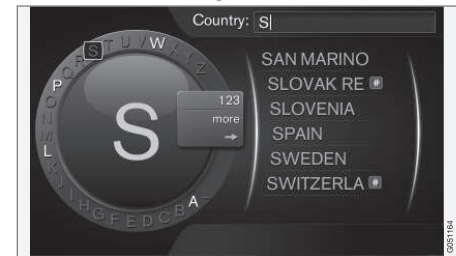 Country: S
S
123
more
SAN MARINO
SLOVAK RE #
SLOVENIA
SPAIN
SWEDEN
SWITZERLA #
A B C D E F G H I J K L M N O P Q R S T U V W X Y Z
G051164